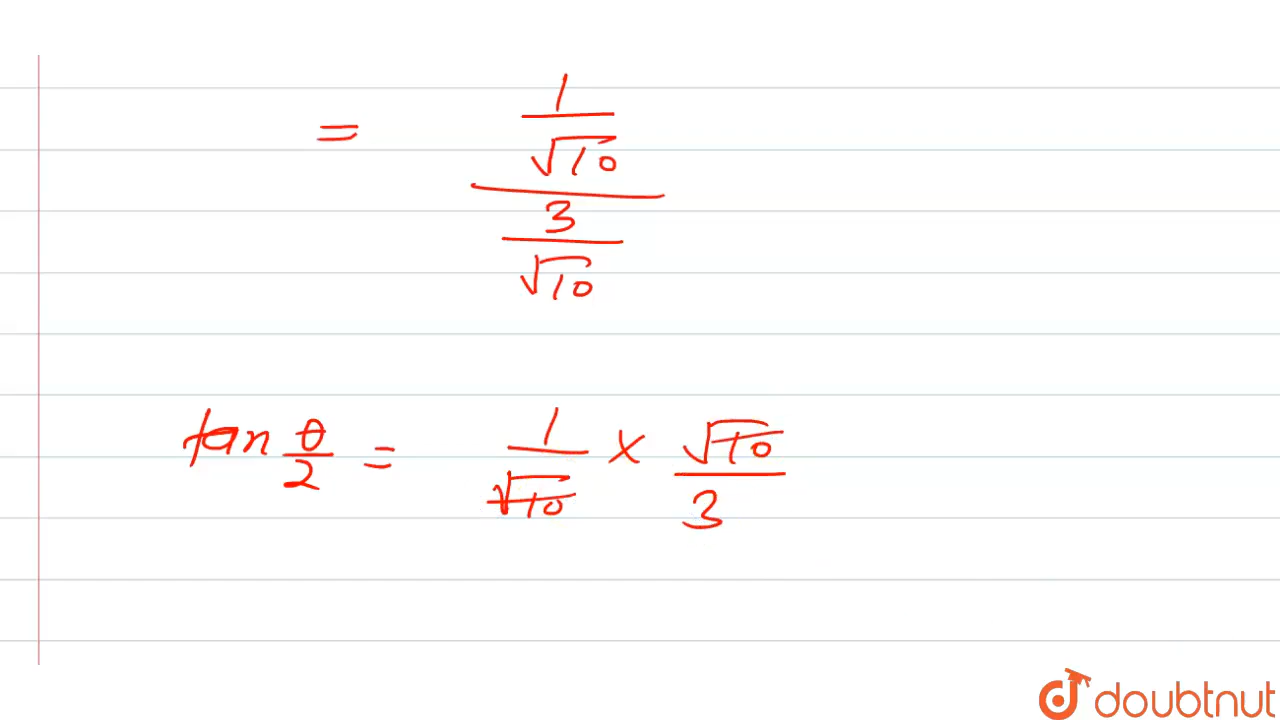 = 1/√10
3/√10
tan θ/2 = 1/√10 × √10/3
doubtnut